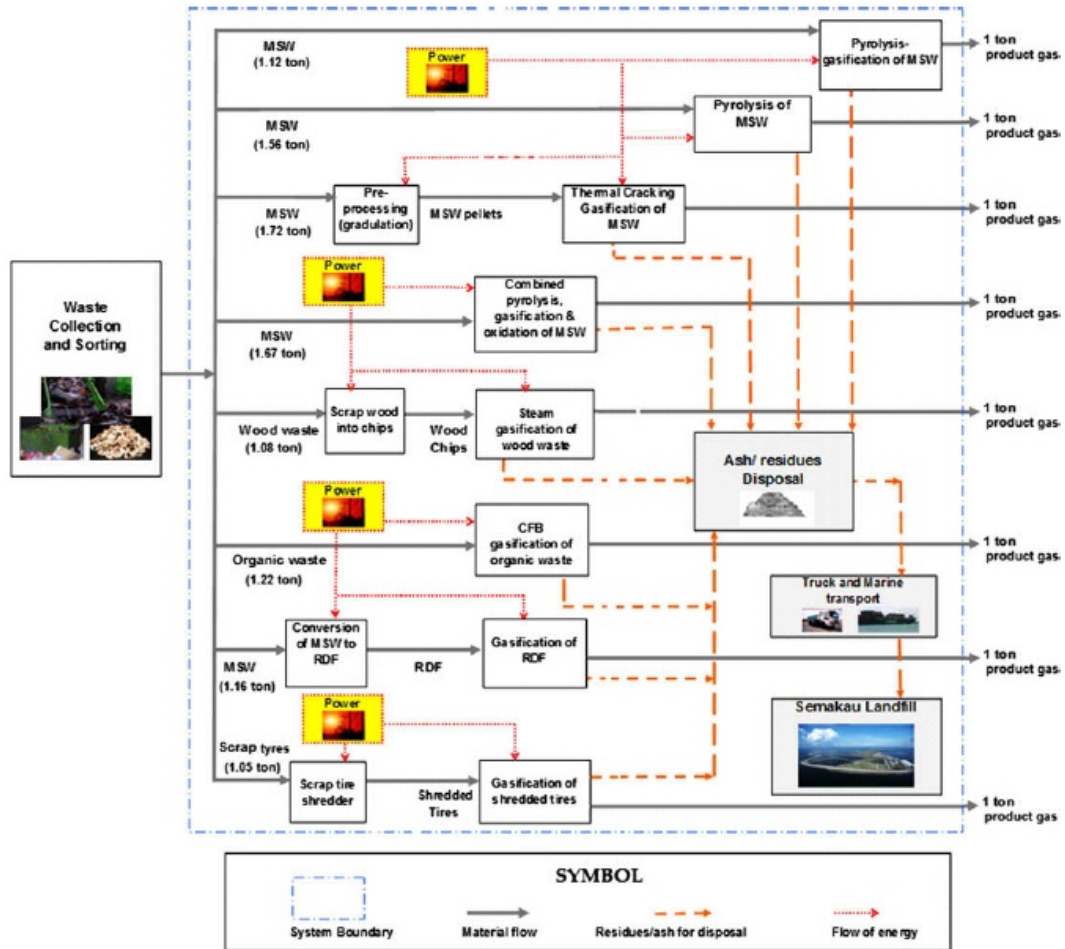 MSW
(1.12 ton)
Power
Pyrolysis-
gasification of MSW
1 ton
product gas
MSW
(1.56 ton)
Pyrolysis of
MSW
1 ton
product gas
MSW
(1.72 ton)
Pre-
processing
(gradulation)
MSW pellets
Thermal Cracking
Gasification of
MSW
1 ton
product gas
Waste
Collection
and Sorting
Power
MSW
(1.67 ton)
Combined
pyrolysis,
gasification &
oxidation of MSW
1 ton
product gas
Wood waste
(1.08 ton)
Scrap wood
into chips
Wood
Chips
Steam
gasification
of wood waste
1 ton
product gas
Ash/ residues
Disposal
Power
Organic waste
(1.22 ton)
CFB
gasification of
organic waste
1 ton
product gas
Truck and Marine
transport
MSW
(1.16 ton)
Conversion
of MSW to
RDF
RDF
Gasification of
RDF
1 ton
product gas
Semakau Landfill
Power
Scrap tyres
(1.05 ton)
Scrap tire
shredder
Shredded
Tires
Gasification of
shredded tires
1 ton
product gas
SYMBOL
System Boundary
Material flow
Residues/ash for disposal
Flow of energy